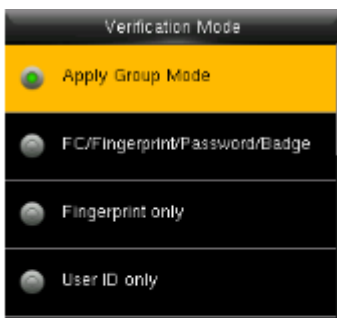 Verification Mode
Apply Group Mode
FC/Fingerprint/Password/Badge
Fingerprint only
User ID only